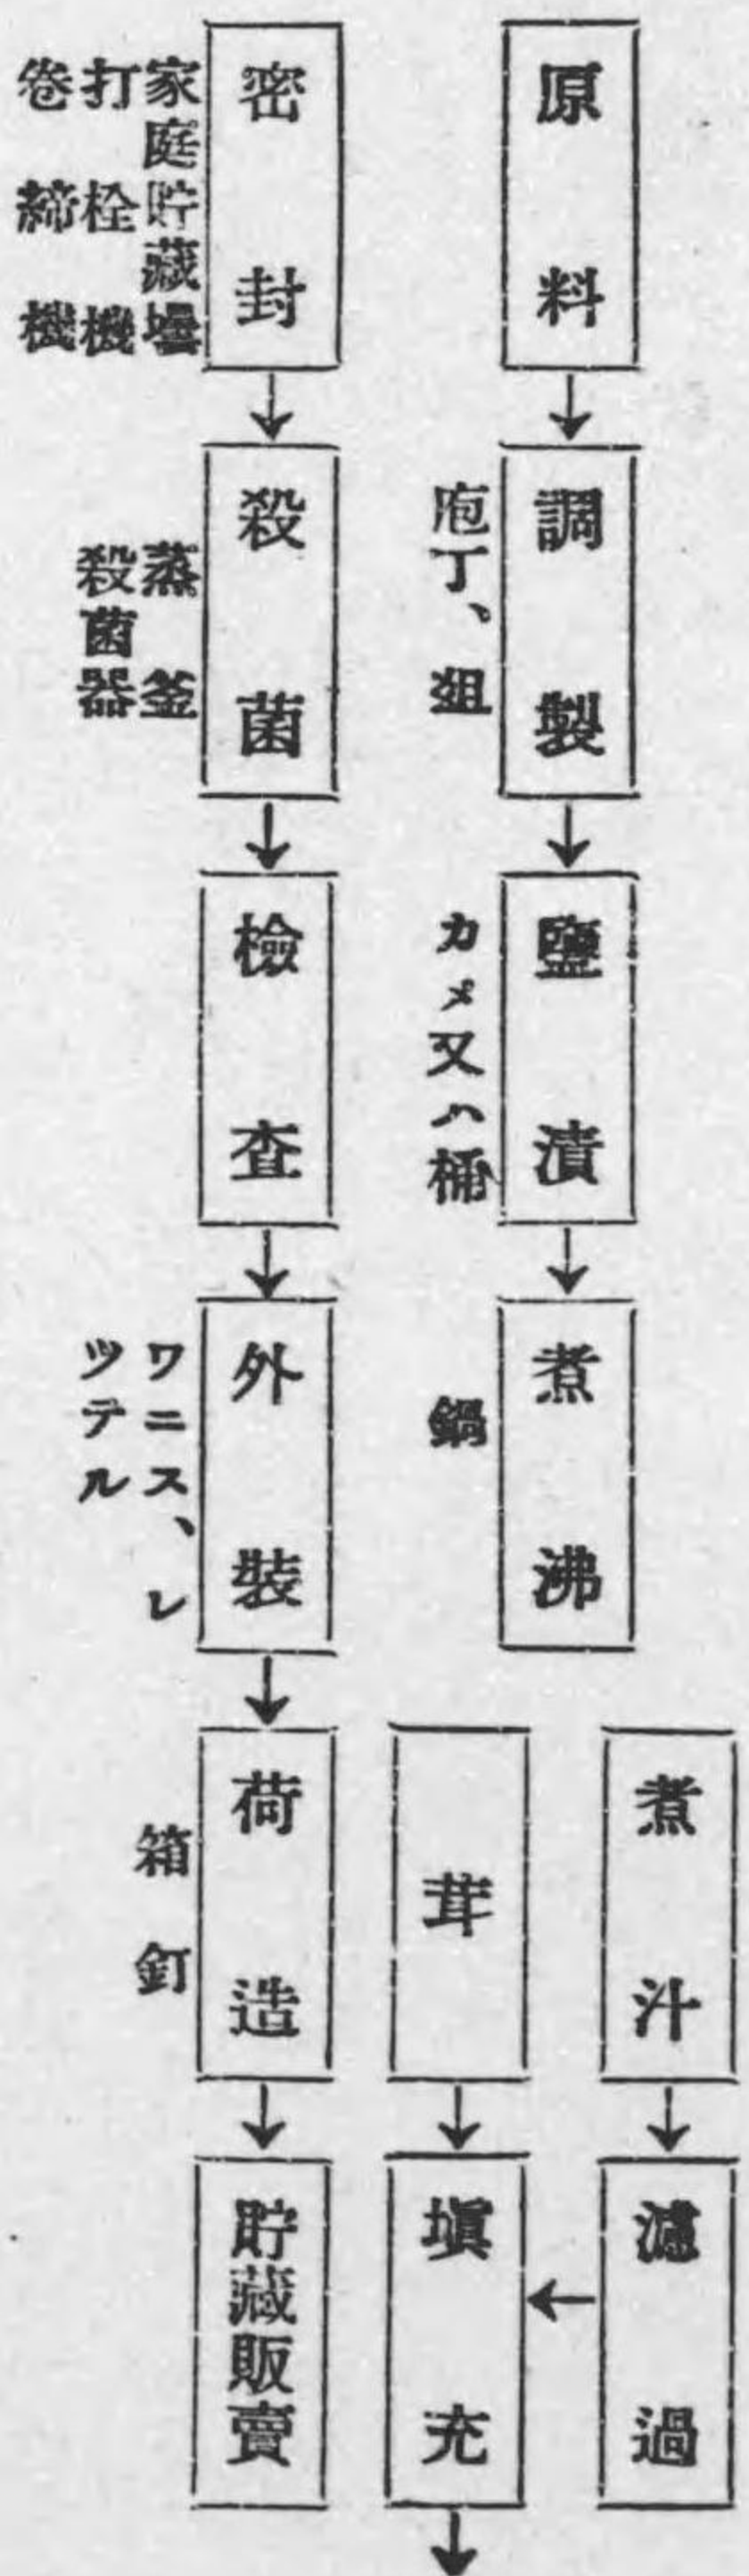 原料
調製
庖丁、俎
鹽漬
カメ又ハ桶
煮沸
鍋
煮汁
濾過
茸
塡充
密封
家庭貯藏壜
打栓機
卷締機
殺菌
蒸釜
殺菌器
檢査
外裝
ワニス、レ
ツテル
荷造
箱釘
貯藏販賣